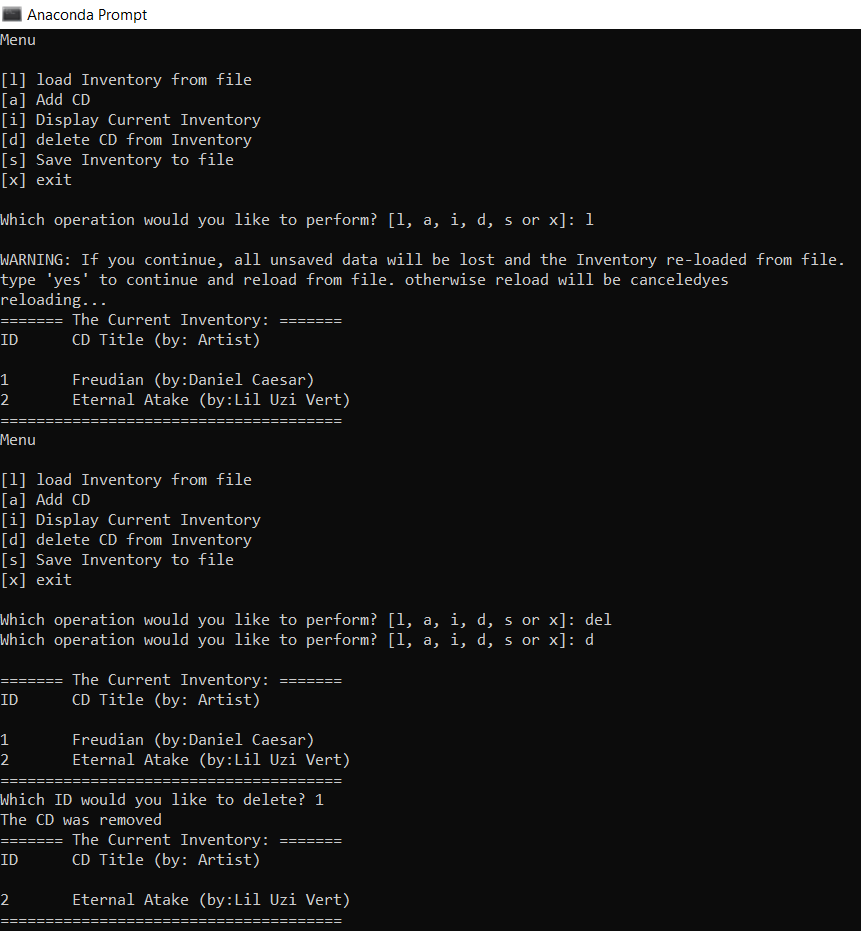 Anaconda Prompt
Menu
[l] load Inventory from file
[a] Add CD
[i] Display Current Inventory
[d] delete CD from Inventory
[s] Save Inventory to file
[x] exit
Which operation would you like to perform? [l, a, i, d, s or x]: l
WARNING: If you continue, all unsaved data will be lost and the Inventory re-loaded from file.
type 'yes' to continue and reload from file. otherwise reload will be canceledyes
reloading...
======= The Current Inventory: =======
ID      CD Title (by: Artist)
1       Freudian (by:Daniel Caesar)
2       Eternal Atake (by:Lil Uzi Vert)
======================================
Menu
[l] load Inventory from file
[a] Add CD
[i] Display Current Inventory
[d] delete CD from Inventory
[s] Save Inventory to file
[x] exit
Which operation would you like to perform? [l, a, i, d, s or x]: del
Which operation would you like to perform? [l, a, i, d, s or x]: d
======= The Current Inventory: =======
ID      CD Title (by: Artist)
1       Freudian (by:Daniel Caesar)
2       Eternal Atake (by:Lil Uzi Vert)
======================================
Which ID would you like to delete? 1
The CD was removed
======= The Current Inventory: =======
ID      CD Title (by: Artist)
2       Eternal Atake (by:Lil Uzi Vert)
======================================